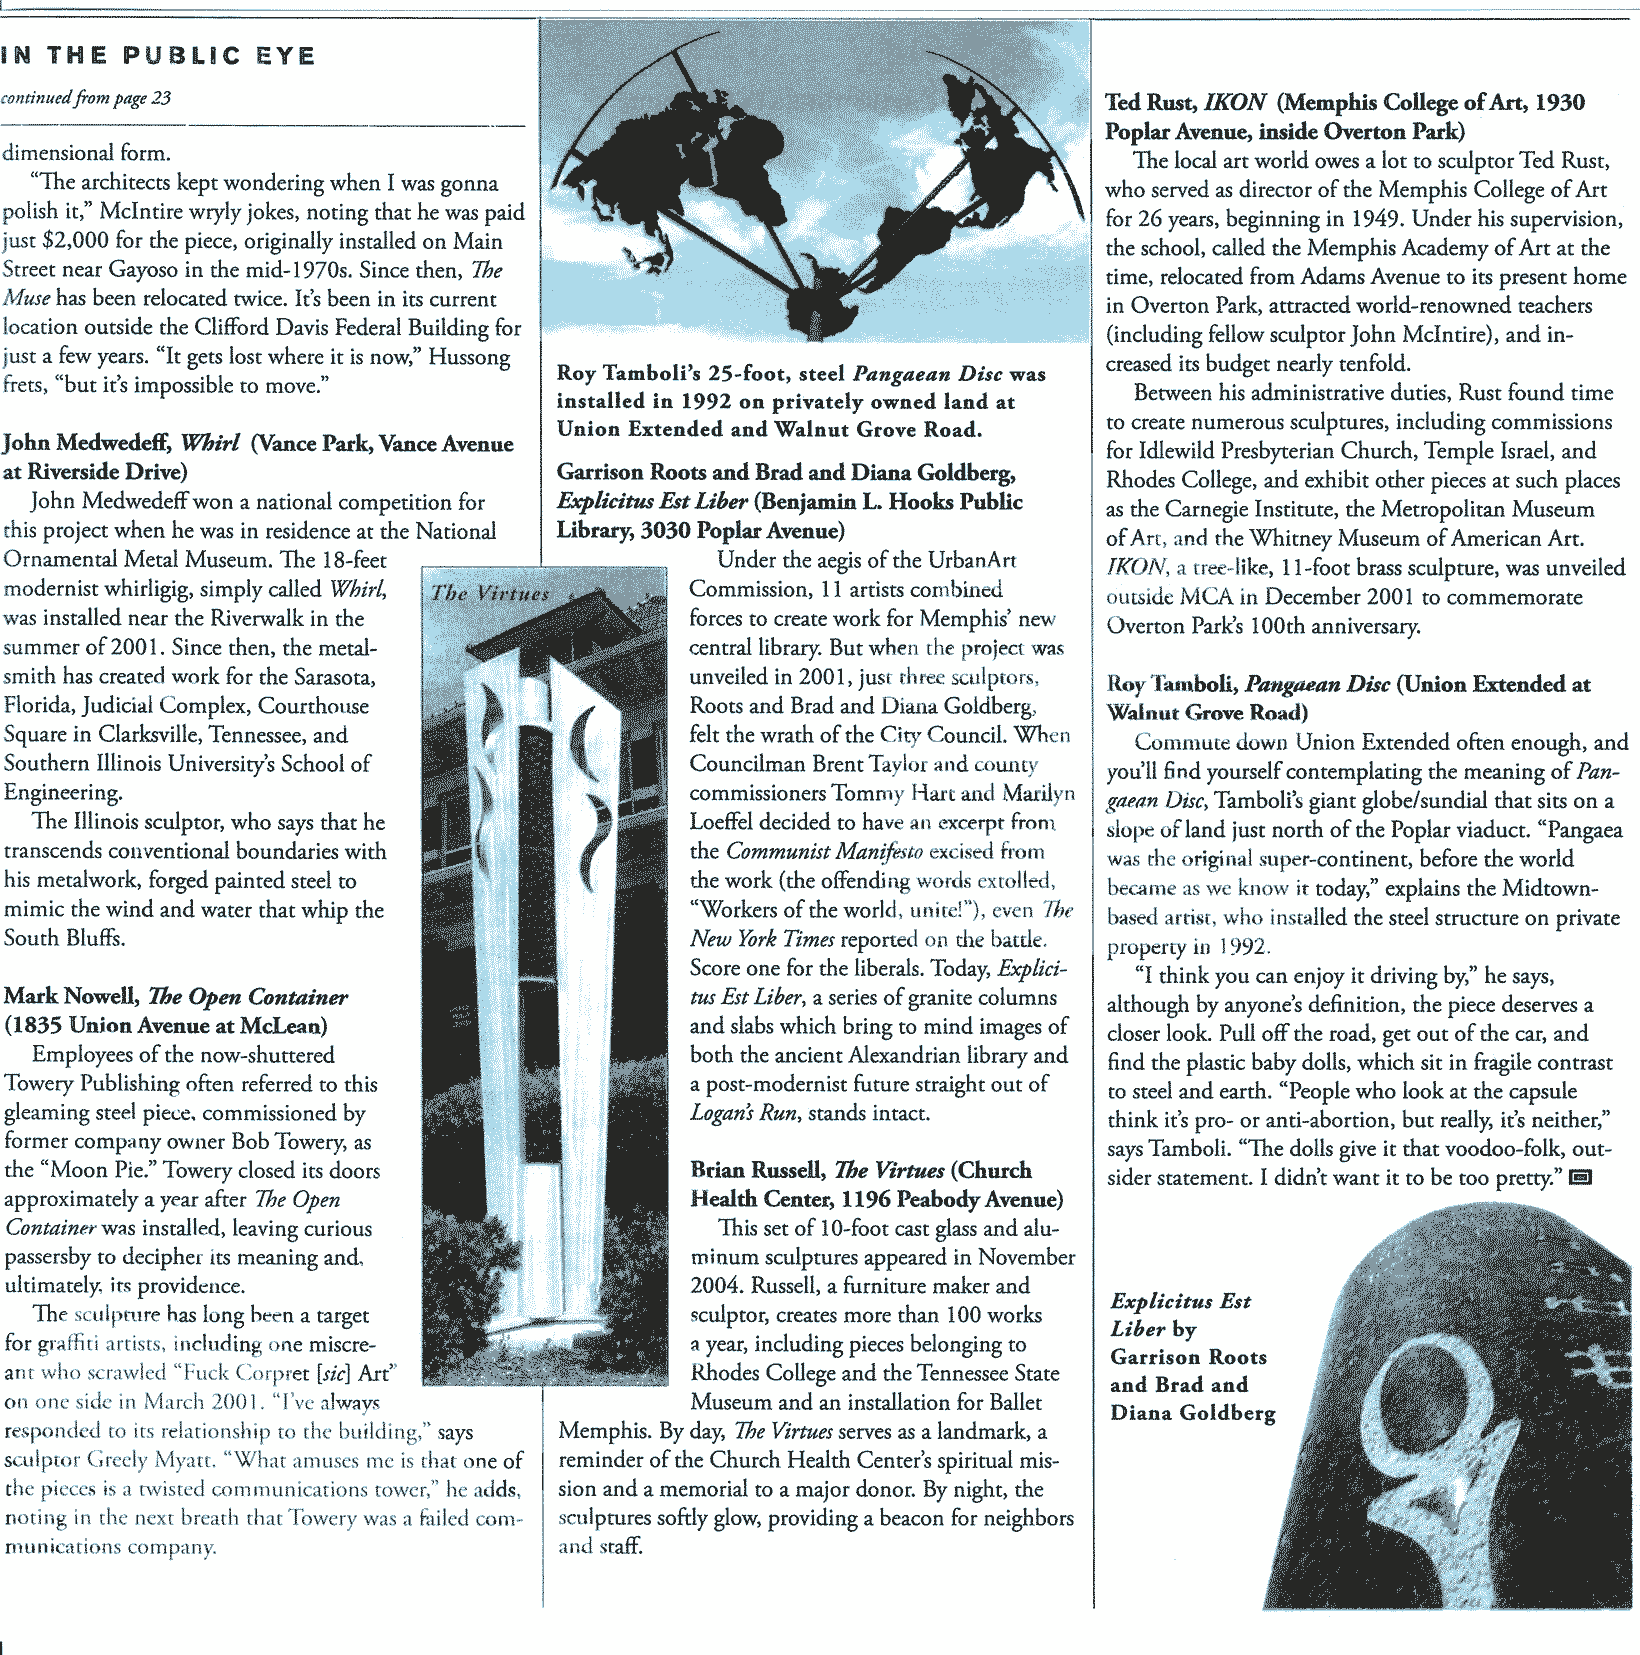 IN THE PUBLIC EYE
continued from page 23
dimensional form.
“The architects kept wondering when I was gonna
polish it,” McIntire wryly jokes, noting that he was paid
just $2,000 for the piece, originally installed on Main
Street near Gayoso in the mid-1970s. Since then, The
Muse has been relocated twice. It’s been in its current
location outside the Clifford Davis Federal Building for
just a few years. “It gets lost where it is now,” Hussong
frets, “but it’s impossible to move.”
John Medwedeff, Whirl (Vance Park, Vance Avenue
at Riverside Drive)
John Medwedeff won a national competition for
this project when he was in residence at the National
Ornamental Metal Museum. The 18-feet
modernist whirligig, simply called Whirl,
was installed near the Riverwalk in the
summer of 2001. Since then, the metal-
smith has created work for the Sarasota,
Florida, Judicial Complex, Courthouse
Square in Clarksville, Tennessee, and
Southern Illinois University’s School of
Engineering.
The Illinois sculptor, who says that he
transcends conventional boundaries with
his metalwork, forged painted steel to
mimic the wind and water that whip the
South Bluffs.
Mark Nowell, The Open Container
(1835 Union Avenue at McLean)
Employees of the now-shuttered
Towery Publishing often referred to this
gleaming steel piece, commissioned by
former company owner Bob Towery, as
the “Moon Pie.” Towery closed its doors
approximately a year after The Open
Container was installed, leaving curious
passersby to decipher its meaning and,
ultimately, its providence.
The sculpture has long been a target
for graffiti artists, including one miscre-
ant who scrawled “Fuck Corpret [sic] Art”
on one side in March 2001. “I’ve always
responded to its relationship to the building,” says
sculptor Greely Myatt. “What amuses me is that one of
the pieces is a twisted communications tower,” he adds,
noting in the next breath that Towery was a failed com-
munications company.
The Virtues
Roy Tamboli’s 25-foot, steel Pangaean Disc was
installed in 1992 on privately owned land at
Union Extended and Walnut Grove Road.
Garrison Roots and Brad and Diana Goldberg,
Explicitus Est Liber (Benjamin L. Hooks Public
Library, 3030 Poplar Avenue)
Under the aegis of the UrbanArt
Commission, 11 artists combined
forces to create work for Memphis’ new
central library. But when the project was
unveiled in 2001, just three sculptors,
Roots and Brad and Diana Goldberg,
felt the wrath of the City Council. When
Councilman Brent Taylor and county
commissioners Tommy Hart and Marilyn
Loeffel decided to have an excerpt from
the Communist Manifesto excised from
the work (the offending words extolled,
“Workers of the world, unite!”), even The
New York Times reported on the battle.
Score one for the liberals. Today, Explici-
tus Est Liber, a series of granite columns
and slabs which bring to mind images of
both the ancient Alexandrian library and
a post-modernist future straight out of
Logan’s Run, stands intact.
Brian Russell, The Virtues (Church
Health Center, 1196 Peabody Avenue)
This set of 10-foot cast glass and alu-
minum sculptures appeared in November
2004. Russell, a furniture maker and
sculptor, creates more than 100 works
a year, including pieces belonging to
Rhodes College and the Tennessee State
Museum and an installation for Ballet
Memphis. By day, The Virtues serves as a landmark, a
reminder of the Church Health Center’s spiritual mis-
sion and a memorial to a major donor. By night, the
sculptures softly glow, providing a beacon for neighbors
and staff.
Ted Rust, IKON (Memphis College of Art, 1930
Poplar Avenue, inside Overton Park)
The local art world owes a lot to sculptor Ted Rust,
who served as director of the Memphis College of Art
for 26 years, beginning in 1949. Under his supervision,
the school, called the Memphis Academy of Art at the
time, relocated from Adams Avenue to its present home
in Overton Park, attracted world-renowned teachers
(including fellow sculptor John McIntire), and in-
creased its budget nearly tenfold.
Between his administrative duties, Rust found time
to create numerous sculptures, including commissions
for Idlewild Presbyterian Church, Temple Israel, and
Rhodes College, and exhibit other pieces at such places
as the Carnegie Institute, the Metropolitan Museum
of Art, and the Whitney Museum of American Art.
IKON, a tree-like, 11-foot brass sculpture, was unveiled
outside MCA in December 2001 to commemorate
Overton Park’s 100th anniversary.
Roy Tamboli, Pangaean Disc (Union Extended at
Walnut Grove Road)
Commute down Union Extended often enough, and
you’ll find yourself contemplating the meaning of Pan-
gaean Disc, Tamboli’s giant globe/sundial that sits on a
slope of land just north of the Poplar viaduct. “Pangaea
was the original super-continent, before the world
became as we know it today,” explains the Midtown-
based artist, who installed the steel structure on private
property in 1992.
“I think you can enjoy it driving by,” he says,
although by anyone’s definition, the piece deserves a
closer look. Pull off the road, get out of the car, and
find the plastic baby dolls, which sit in fragile contrast
to steel and earth. “People who look at the capsule
think it’s pro- or anti-abortion, but really, it’s neither,”
says Tamboli. “The dolls give it that voodoo-folk, out-
sider statement. I didn’t want it to be too pretty.”
Explicitus Est
Liber by
Garrison Roots
and Brad and
Diana Goldberg